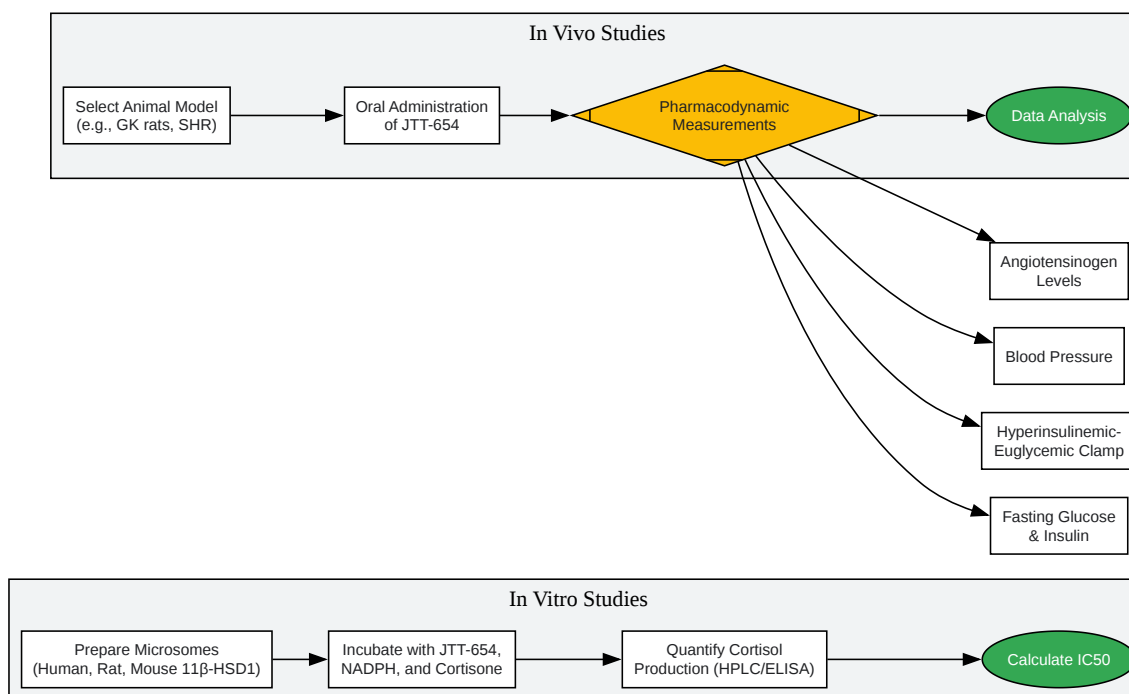 In Vivo Studies
Select Animal Model
(e.g., GK rats, SHR)
Oral Administration
of JTT-654
Pharmacodynamic
Measurements
Data Analysis
Angiotensinogen
Levels
Blood Pressure
Hyperinsulinemic-
Euglycemic Clamp
Fasting Glucose
& Insulin
In Vitro Studies
Prepare Microsomes
(Human, Rat, Mouse 11β-HSD1)
Incubate with JTT-654,
NADPH, and Cortisone
Quantify Cortisol
Production (HPLC/ELISA)
Calculate IC50